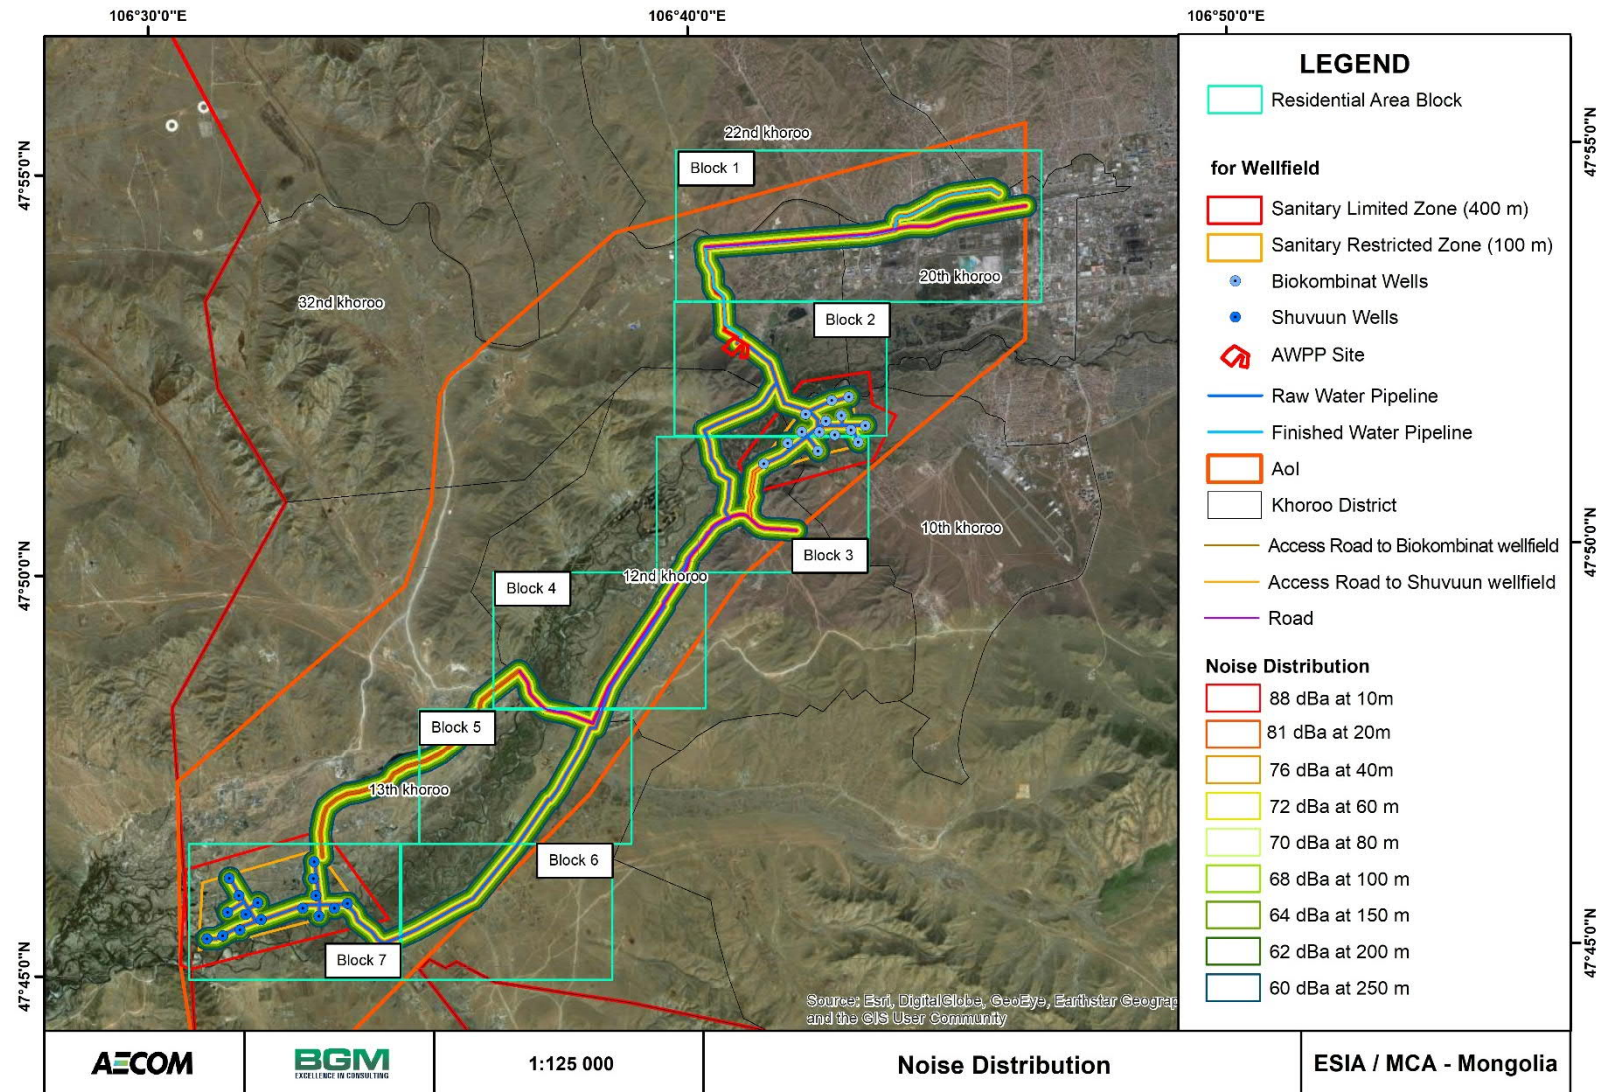 106°30'0"E
106°40'0"E
106°50'0"E
47°55'0"N
47°50'0"N
47°45'0"N
47°55'0"N
47°50'0"N
47°45'0"N
22nd khoroo
Block 1
20th khoroo
32nd khoroo
Block 2
10th khoroo
Block 3
12nd khoroo
Block 4
Block 5
13th khoroo
Block 6
Block 7
Source: Esri, DigitalGlobe, GeoEye, Earthstar Geograp
and the GIS User Community
LEGEND
Residential Area Block
for Wellfield
Sanitary Limited Zone (400 m)
Sanitary Restricted Zone (100 m)
Biokombinat Wells
Shuvuun Wells
AWPP Site
Raw Water Pipeline
Finished Water Pipeline
AoI
Khoroo District
Access Road to Biokombinat wellfield
Access Road to Shuvuun wellfield
Road
Noise Distribution
88 dBa at 10m
81 dBa at 20m
76 dBa at 40m
72 dBa at 60 m
70 dBa at 80 m
68 dBa at 100 m
64 dBa at 150 m
62 dBa at 200 m
60 dBa at 250 m
AECOM
BGM
EXCELLENCE IN CONSULTING
1:125 000
Noise Distribution
ESIA / MCA - Mongolia